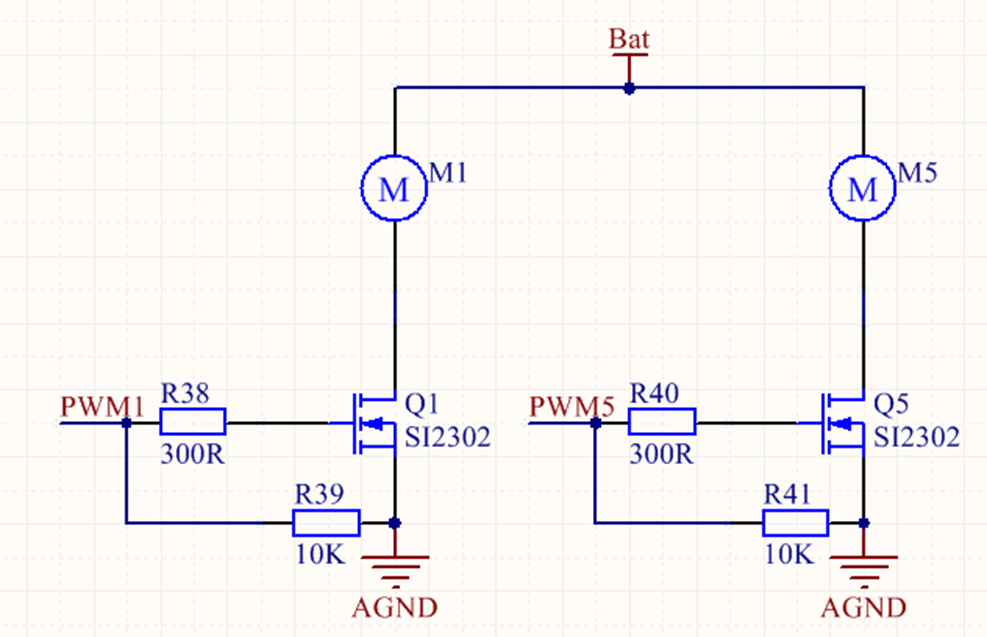 Bat
M M1
M M5
PWM1 R38
300R
Q1
SI2302
R39
10K
AGND
PWM5 R40
300R
Q5
SI2302
R41
10K
AGND